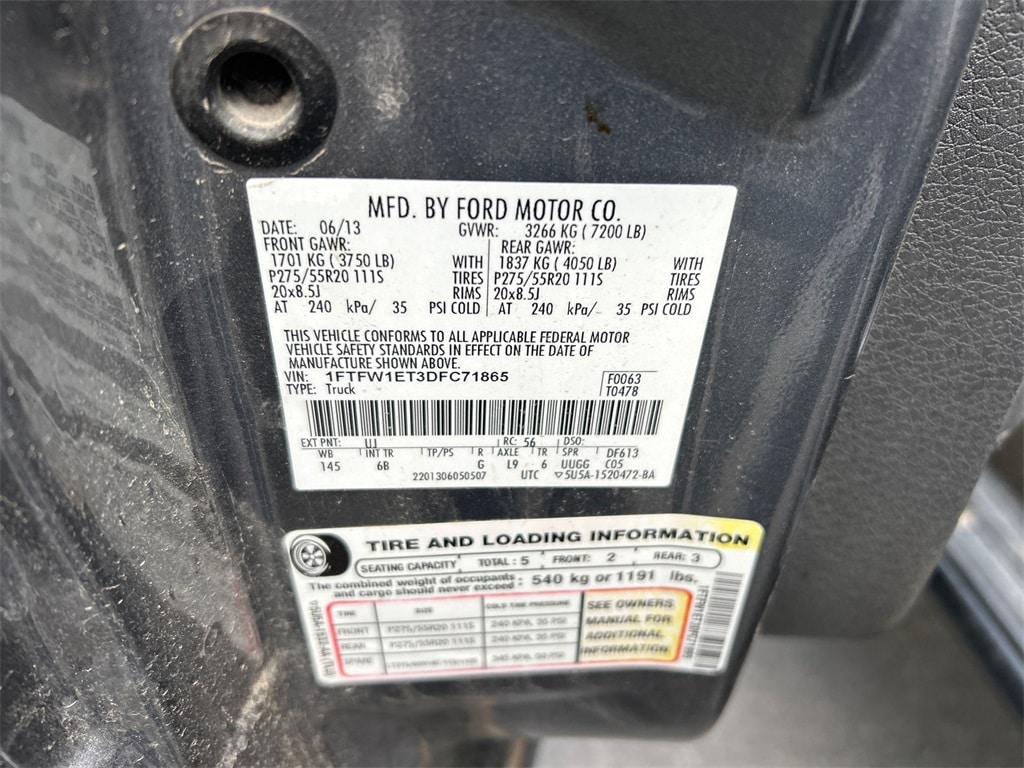 MFD. BY FORD MOTOR CO.
DATE: 06/13 GVWR: 3266 KG ( 7200 LB)
FRONT GAWR: REAR GAWR:
1701 KG ( 3750 LB) WITH 1837 KG ( 4050 LB) WITH
P275/55R20 111S TIRES P275/55R20 111S TIRES
20x8.5J RIMS 20x8.5J RIMS
AT 240 kPa/ 35 PSI COLD AT 240 kPa/ 35 PSI COLD
THIS VEHICLE CONFORMS TO ALL APPLICABLE FEDERAL MOTOR
VEHICLE SAFETY STANDARDS IN EFFECT ON THE DATE OF
MANUFACTURE SHOWN ABOVE.
VIN: 1FTFW1ET3DFC71865 F0063
TYPE: Truck T0478
EXT PNT: UJ RC: 56 DSO:
WB INT TR TP/PS R AXLE TR SPR DF613
145 6B G L9 6 UUGG C05
2201306050507 UTC ▽5U5A-1520472-BA
TIRE AND LOADING INFORMATION
SEATING CAPACITY TOTAL: 5 FRONT: 2 REAR: 3
The combined weight of occupants
and cargo should never exceed: 540 kg or 1191 lbs.
TIRE SIZE COLD TIRE PRESSURE
FRONT P275/55R20 111S 240 KPA, 35 PSI
REAR P275/55R20 111S 240 KPA, 35 PSI
SPARE
SEE OWNERS
MANUAL FOR
ADDITIONAL
INFORMATION